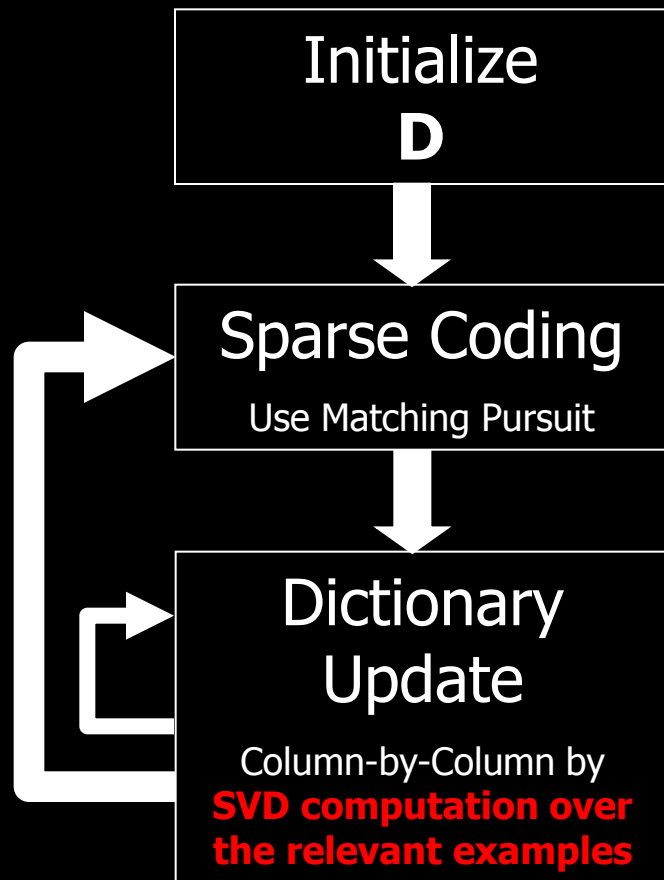 Initialize
D
Sparse Coding
Use Matching Pursuit
Dictionary
Update
Column-by-Column by
SVD computation over
the relevant examples